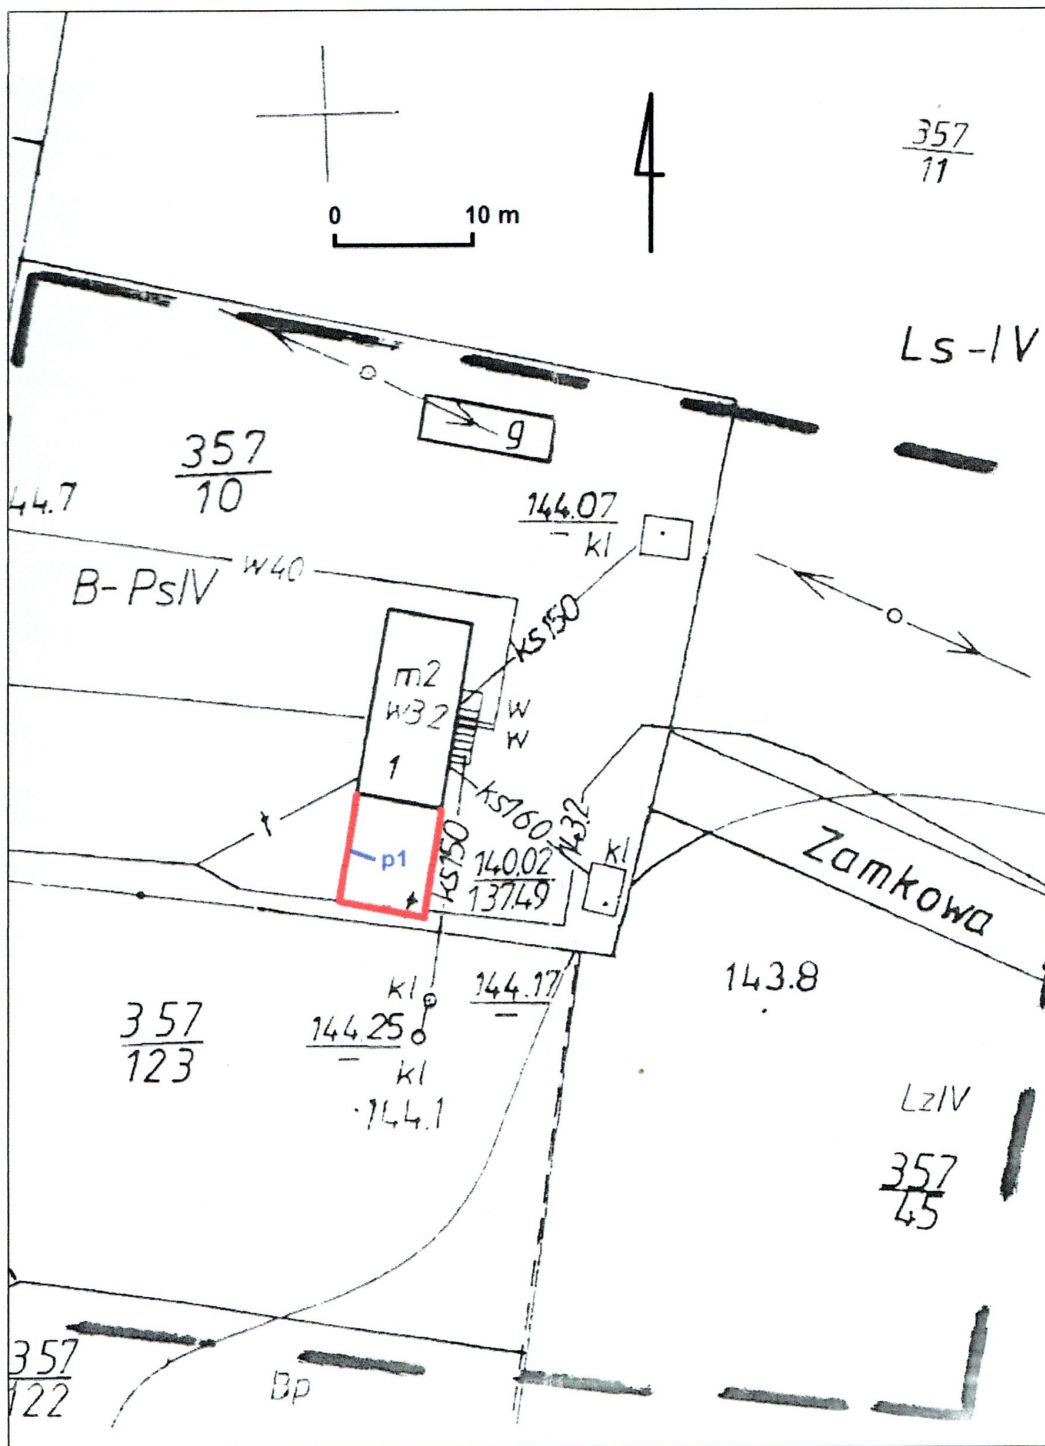 357
11
0 10 m
Ls-IV
g
357
10
44.7
144.07
–
kl
w40
B-PsIV
ks150
m2
w32
1
w
w
ks160
143.2
ks150
p1
140.02
137.49
kl
Zamkowa
143.8
kl
144.17
–
144.25
–
kl
357
123
144.1
LzIV
357
45
357
122
Bp